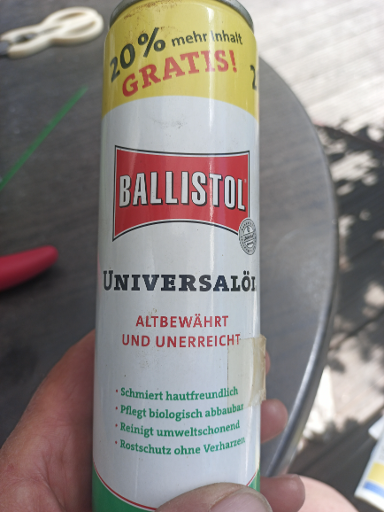 20% mehr Inhalt
GRATIS!
2
BALLISTOL
UNIVERSALÖL
ALTBEWÄHRT
UND UNERREICHT
· Schmiert hautfreundlich
· Pflegt biologisch abbaubar
· Reinigt umweltschonend
· Rostschutz ohne Verharzen